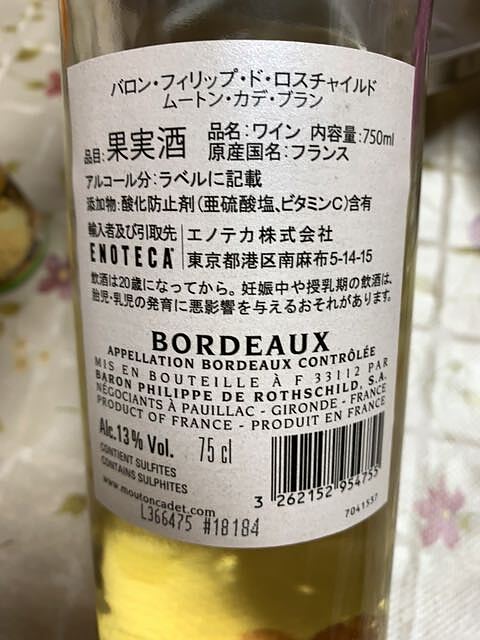 バロン・フィリップ・ド・ロスチャイルド
ムートン・カデ・ブラン
品目:果実酒 品名:ワイン 内容量:750ml
原産国名:フランス
アルコール分:ラベルに記載
添加物:酸化防止剤(亜硫酸塩、ビタミンC)含有
輸入者及び引取先 エノテカ株式会社
ENOTECA 東京都港区南麻布5-14-15
飲酒は20歳になってから。妊娠中や授乳期の飲酒は、
胎児・乳児の発育に悪影響を与えるおそれがあります。
BORDEAUX
APPELLATION BORDEAUX CONTRÔLÉE
MIS EN BOUTEILLE À F 33112 PAR
BARON PHILIPPE DE ROTHSCHILD, S.A.
NÉGOCIANTS À PAUILLAC - GIRONDE - FRANCE
PRODUCT OF FRANCE - PRODUIT EN FRANCE
Alc.13% Vol. 75 cl
CONTIENT SULFITES
CONTAINS SULPHITES
www.moutoncadet.com
L366475 #18184
3 262152 954755
7041557